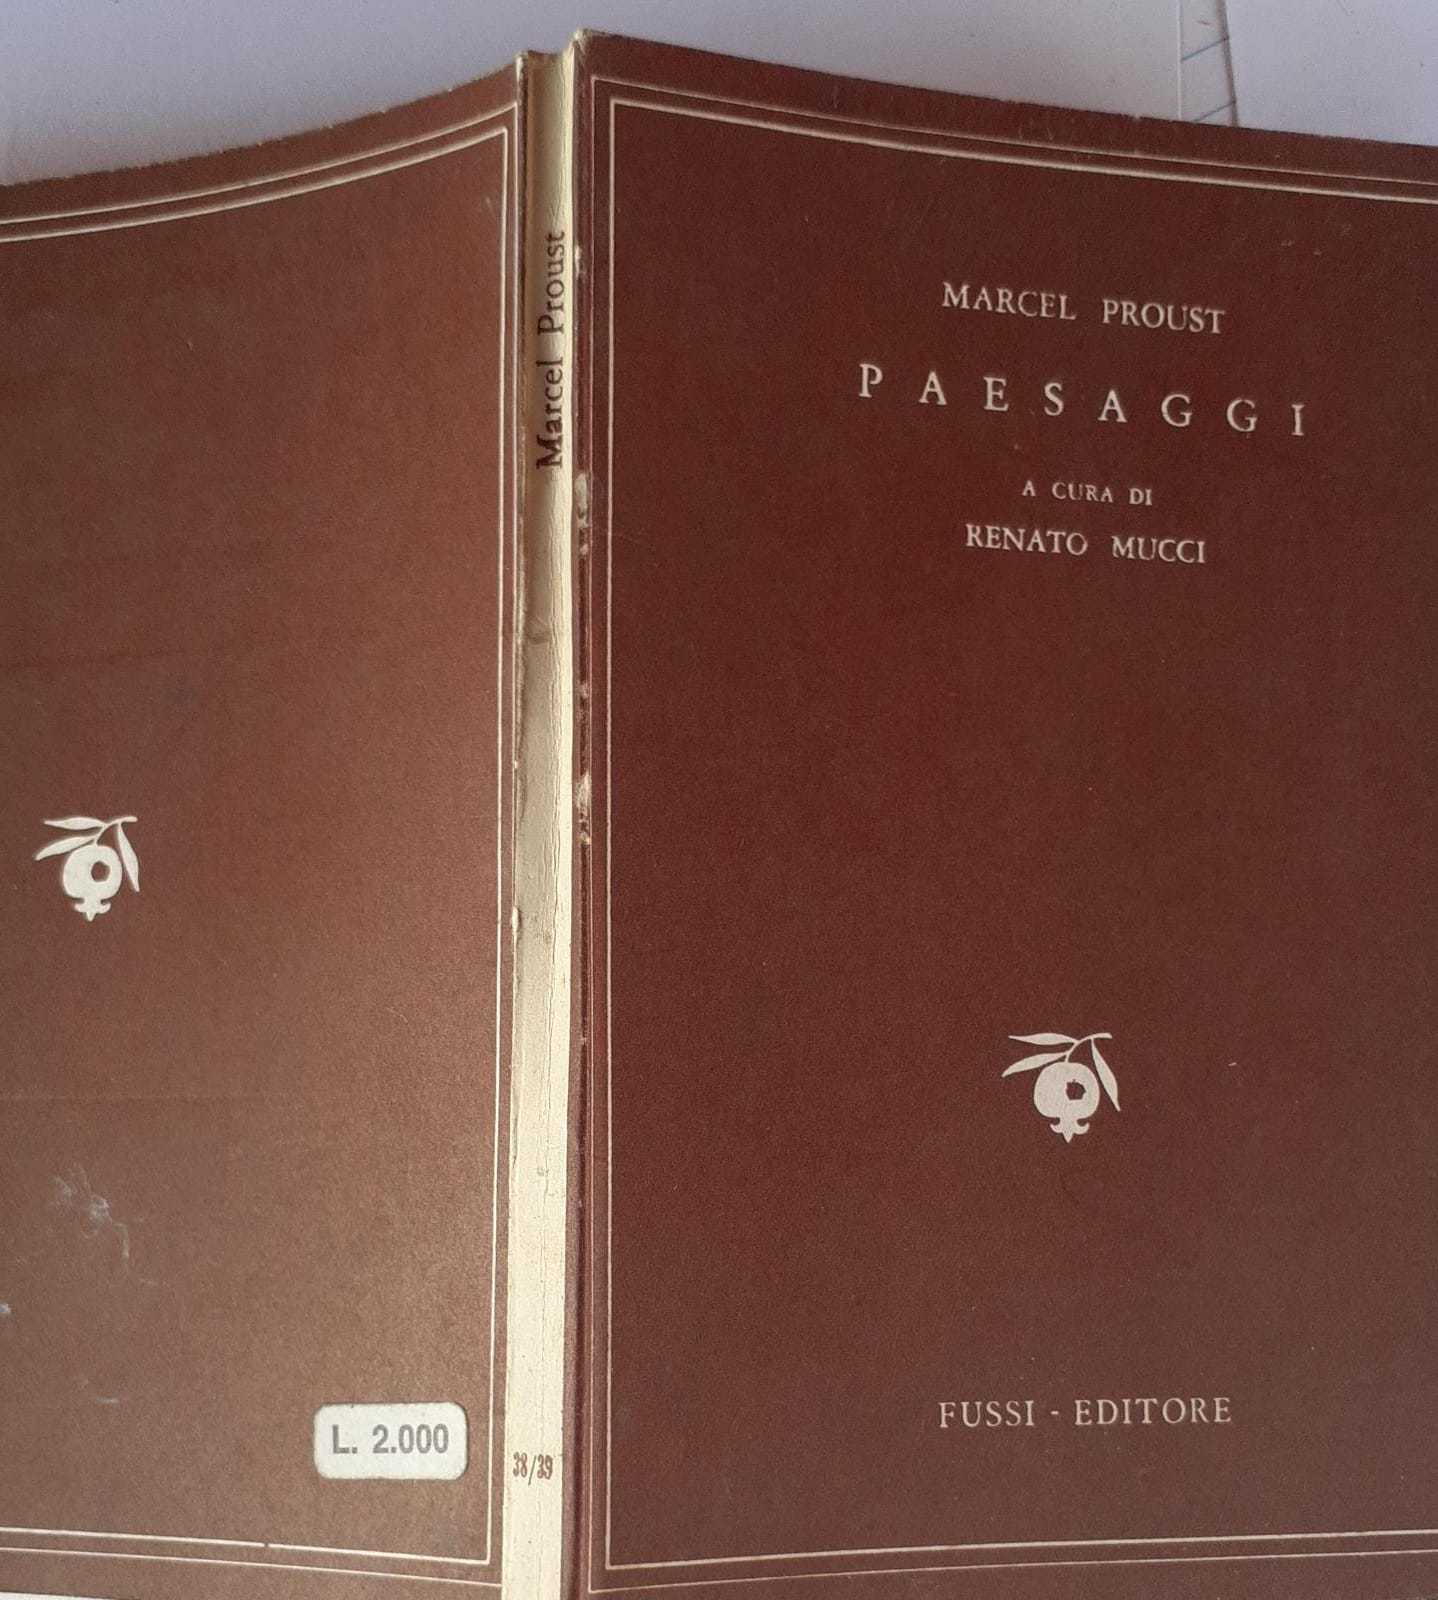 MARCEL PROUST
PAESAGGI
A CURA DI
RENATO MUCCI
FUSSI - EDITORE
Marcel Proust
38/39
L. 2.000